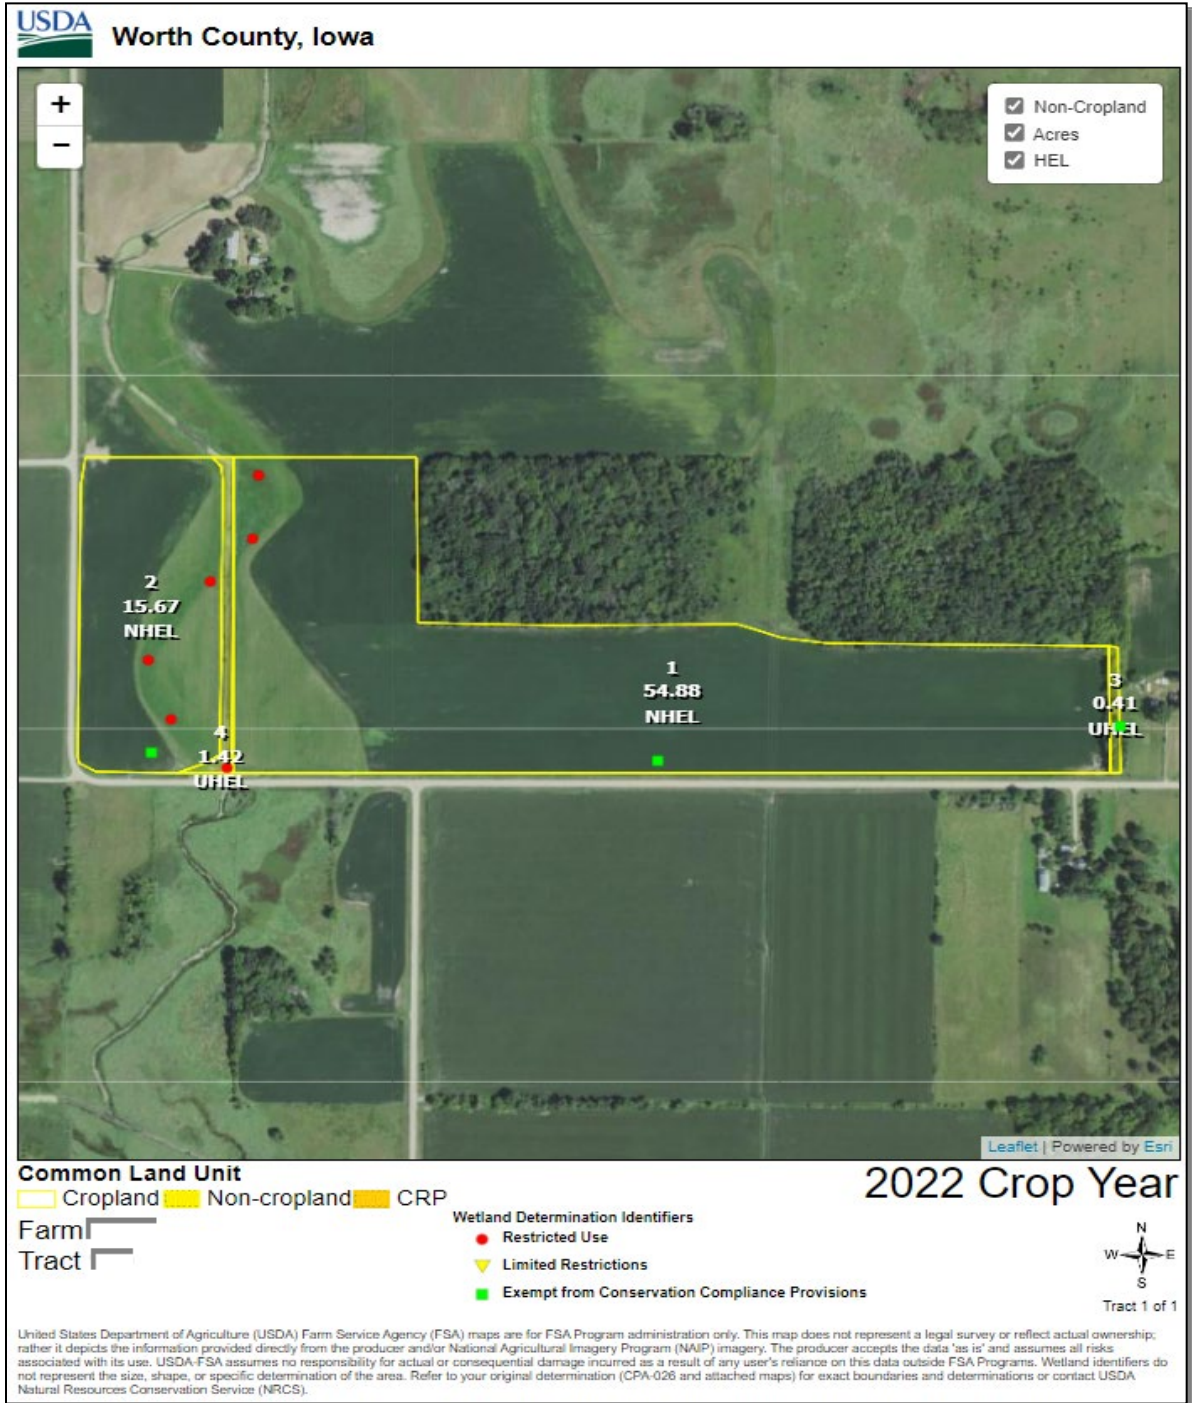 USDA
Worth County, Iowa
+
−
Non-Cropland
Acres
HEL
2
15.67
NHEL
1
54.88
NHEL
3
0.41
UHEL
4
1.42
UHEL
Leaflet | Powered by Esri
Common Land Unit
Cropland Non-cropland CRP
2022 Crop Year
Farm
Tract
Wetland Determination Identifiers
Restricted Use
Limited Restrictions
Exempt from Conservation Compliance Provisions
N
W E
S
Tract 1 of 1
United States Department of Agriculture (USDA) Farm Service Agency (FSA) maps are for FSA Program administration only. This map does not represent a legal survey or reflect actual ownership;
rather it depicts the information provided directly from the producer and/or National Agricultural Imagery Program (NAIP) imagery. The producer accepts the data 'as is' and assumes all risks
associated with its use. USDA-FSA assumes no responsibility for actual or consequential damage incurred as a result of any user's reliance on this data outside FSA Programs. Wetland identifiers do
not represent the size, shape, or specific determination of the area. Refer to your original determination (CPA-026 and attached maps) for exact boundaries and determinations or contact USDA
Natural Resources Conservation Service (NRCS).